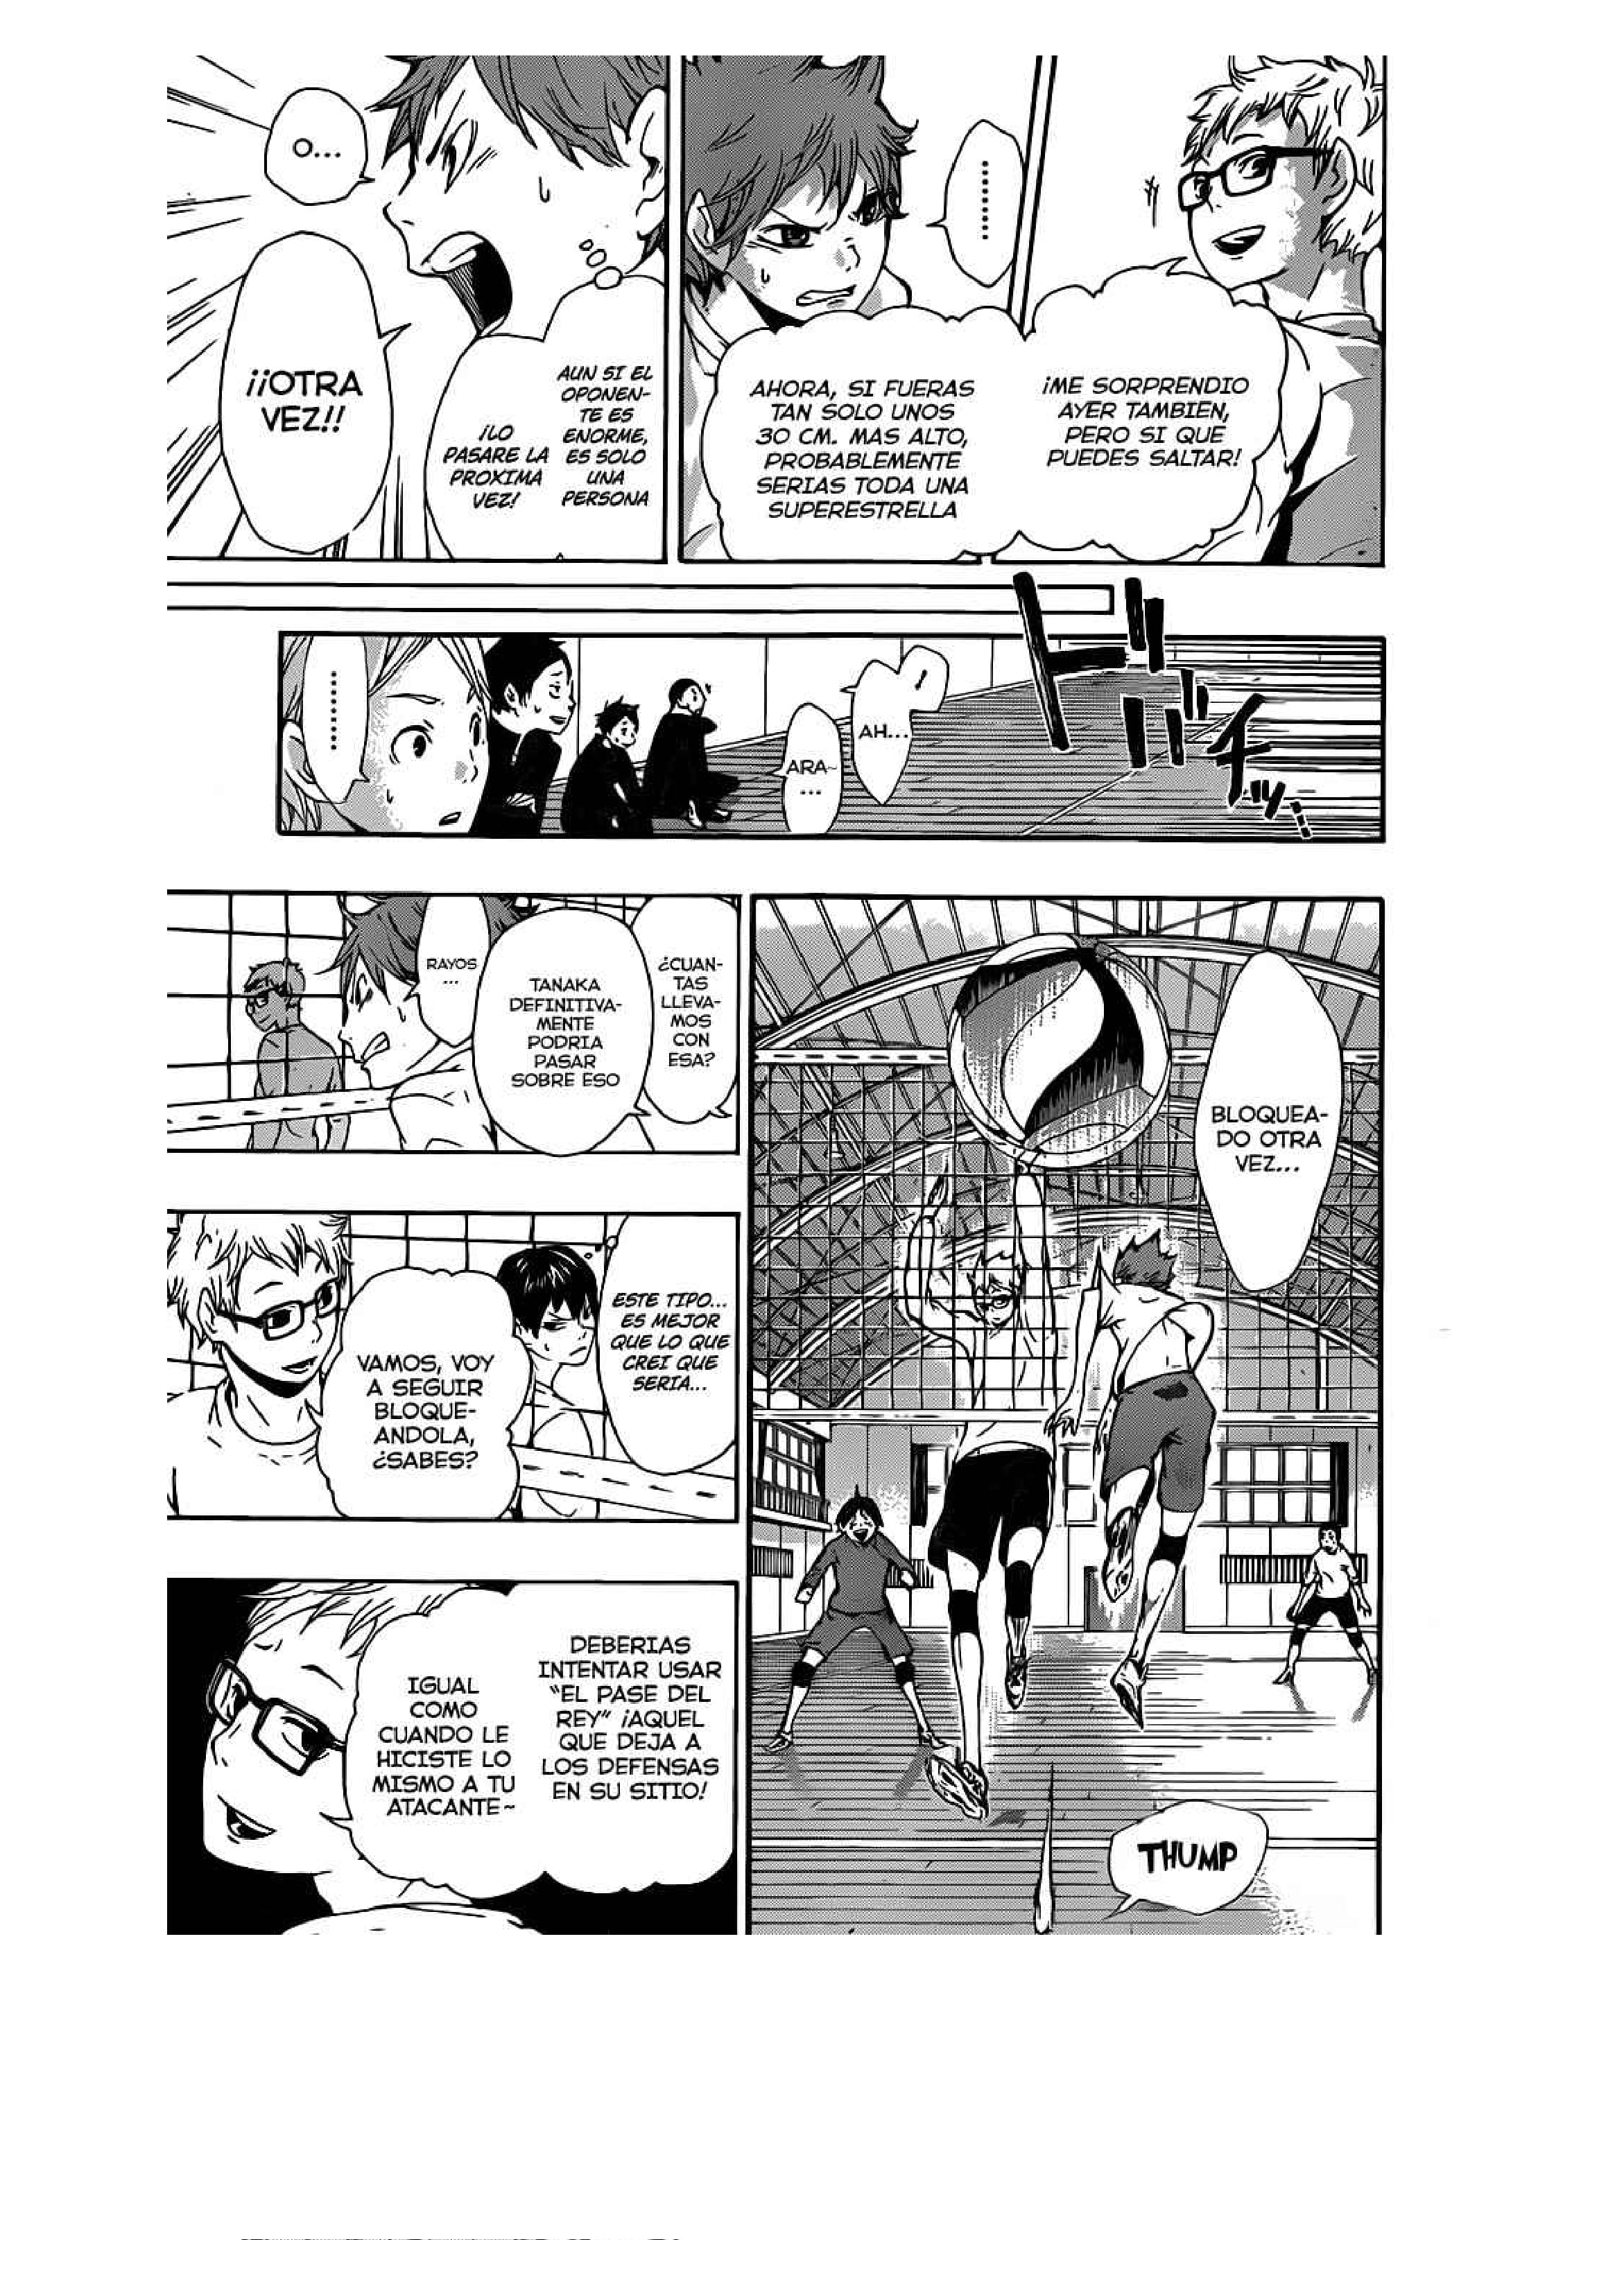 ¡ME SORPRENDIO
AYER TAMBIEN,
PERO SI QUE
PUEDES SALTAR!
AHORA, SI FUERAS
TAN SOLO UNOS
30 CM. MAS ALTO,
PROBABLEMENTE
SERIAS TODA UNA
SUPERESTRELLA
.........
AUN SI EL
OPONEN-
TE ES
ENORME,
ES SOLO
UNA
PERSONA
¡LO
PASARE LA
PROXIMA
VEZ!
O...
¡¡OTRA
VEZ!!
ドドドチッ...
AH...
ARA~
...
.........
BLOQUEA-
DO OTRA
VEZ...
THUMP
¿CUAN-
TAS
LLEVA-
MOS
CON
ESA?
TANAKA
DEFINITIVA-
MENTE
PODRIA
PASAR
SOBRE ESO
RAYOS
...
ESTE TIPO...
ES MEJOR
QUE LO QUE
CREI QUE
SERIA...
VAMOS, VOY
A SEGUIR
BLOQUE-
ANDOLA,
¿SABES?
DEBERIAS
INTENTAR USAR
"EL PASE DEL
REY" ¡AQUEL
QUE DEJA A
LOS DEFENSAS
EN SU SITIO!
IGUAL
COMO
CUANDO LE
HICISTE LO
MISMO A TU
ATACANTE~